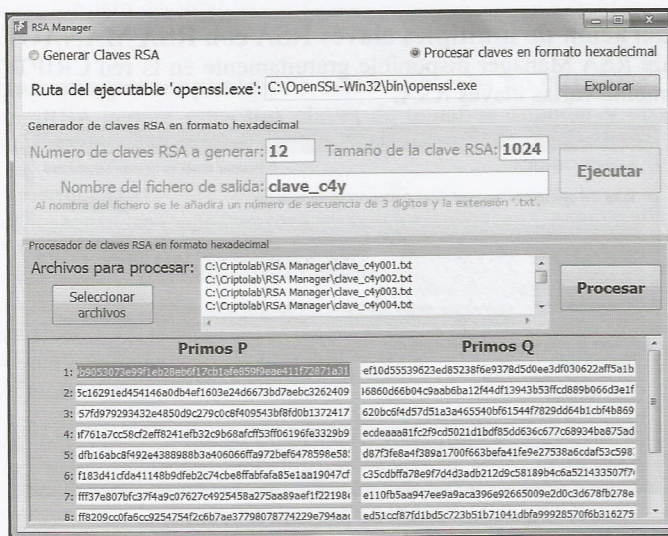 RSA Manager
Generar Claves RSA
Procesar claves en formato hexadecimal
Ruta del ejecutable 'openssl.exe': C:\OpenSSL-Win32\bin\openssl.exe Explorar
Generador de claves RSA en formato hexadecimal
Número de claves RSA a generar: 12 Tamaño de la clave RSA: 1024
Ejecutar
Nombre del fichero de salida: clave_c4y
Al nombre del fichero se le añadirá un número de secuencia de 3 dígitos y la extensión '.txt'.
Procesador de claves RSA en formato hexadecimal
Archivos para procesar:
Seleccionar archivos
C:\Criptolab\RSA Manager\clave_c4y001.txt
C:\Criptolab\RSA Manager\clave_c4y002.txt
C:\Criptolab\RSA Manager\clave_c4y003.txt
C:\Criptolab\RSA Manager\clave_c4y004.txt
Procesar
Primos P Primos Q
1: 9b9053073e99f1eb28eb6f17cb1afe859f9eae411f72871a31 ef10d55539623ed85238f6e9378d5d0ee3df030622aff5a1b
2: 5c16291ed454146a0db4ef1603e24d6673bd7aebc3262409 46860d66b04c9aab6ba12f44df13943b53ffcd889b066d3e1f
3: 57fd979293432e4850d9c279c0c8f409543bf8fd0b1372417 620bc6f4d57d51a3a465540bf61544f7829dd64b1cbf4b869
4: 1f761a7cc58cf2eff8241efb32c9b68afcff53ff06196fe3329b9 ecdeaaa81fc2f9cd5021d1bdf85dd636c677c68934ba875ad
5: dfb16abc8f492e4388988b3a406066ffa972bef6478598e58 d87f3fe8a4f389a1700f663befa41fe9e27538a6cdaf53c598
6: f183d41cfda41148b9dfeb2c74cbe8ffabfafa85e1aa19047cf c35cdbffa78e9f7d4d3adb212d9c58189b4c6a521433507f7
7: fff37e807bfc37f4a9c07627c4925458a275aa89aef1f22198 e110fb5aa947ee9a9aca396e92665009e2d0c3d678fb278e
8: ff8209cc0fa6cc9254754f2c6b7ae37798078774229e794aa ed51ccf87fd1bd5c723b51b71041dbfa99928570f6b316275